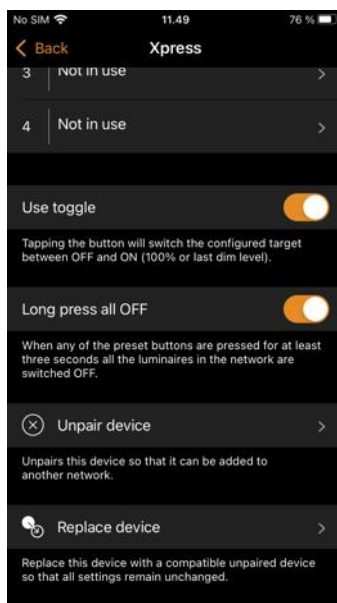 No SIM 11.49 76 %
Back Xpress
3 Not in use
4 Not in use
Use toggle
Tapping the button will switch the configured target
between OFF and ON (100% or last dim level).
Long press all OFF
When any of the preset buttons are pressed for at least
three seconds all the luminaires in the network are
switched OFF.
Unpair device
Unpairs this device so that it can be added to
another network.
Replace device
Replace this device with a compatible unpaired device
so that all settings remain unchanged.